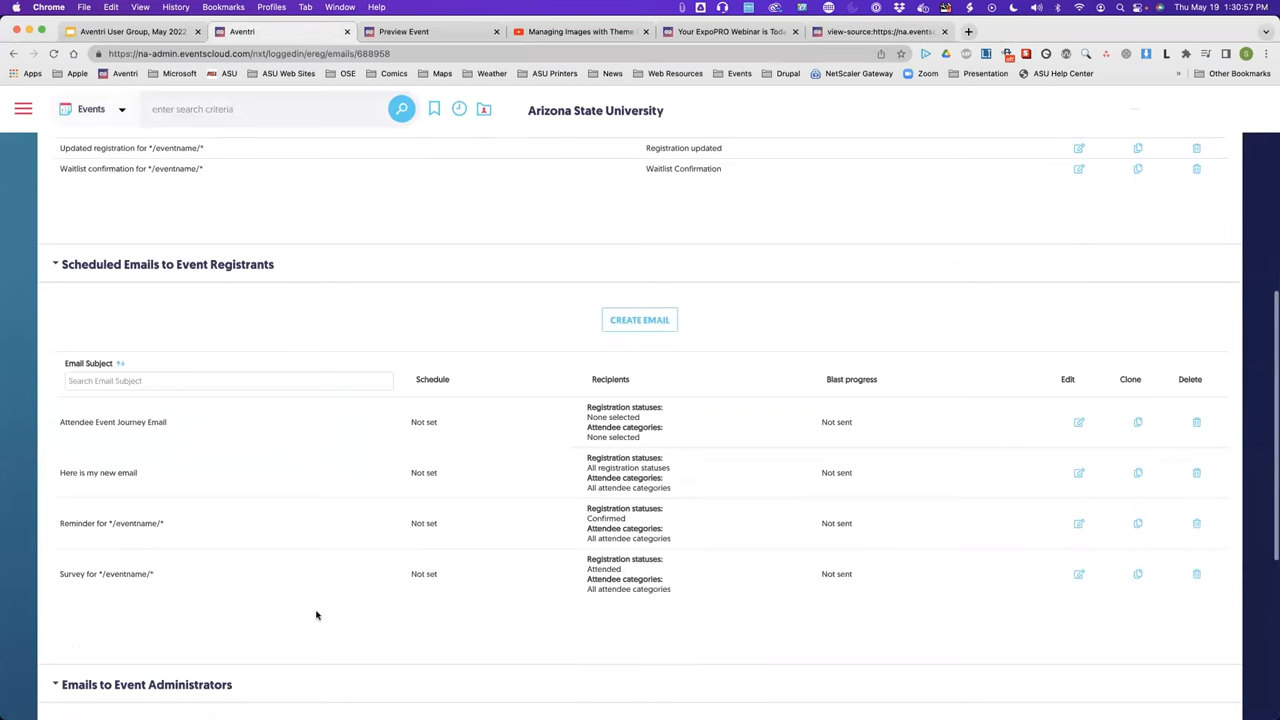 Chrome File Edit View History Bookmarks Profiles Tab Window Help Thu May 19 1:30:57 PM
Aventri User Group, May 2022 Aventri Preview Event Managing Images with Theme Your ExpoPRO Webinar is Toda view-source:https://na.events
https://na-admin.eventscloud.com/nxt/loggedin/ereg/emails/688958
Apps Apple Aventri Microsoft ASU ASU Web Sites OSE Comics Maps Weather ASU Printers News Web Resources Events Drupal NetScaler Gateway Zoom Presentation ASU Help Center » Other Bookmarks
Events enter search criteria Arizona State University
Updated registration for */eventname/* Registration updated
Waitlist confirmation for */eventname/* Waitlist Confirmation
Scheduled Emails to Event Registrants
CREATE EMAIL
Email Subject
Search Email Subject Schedule Recipients Blast progress Edit Clone Delete
Attendee Event Journey Email Not set Registration statuses: Not sent
None selected
Attendee categories:
None selected
Here is my new email Not set Registration statuses: Not sent
All registration statuses
Attendee categories:
All attendee categories
Reminder for */eventname/* Not set Registration statuses: Not sent
Confirmed
Attendee categories:
All attendee categories
Survey for */eventname/* Not set Registration statuses: Not sent
Attended
Attendee categories:
All attendee categories
Emails to Event Administrators